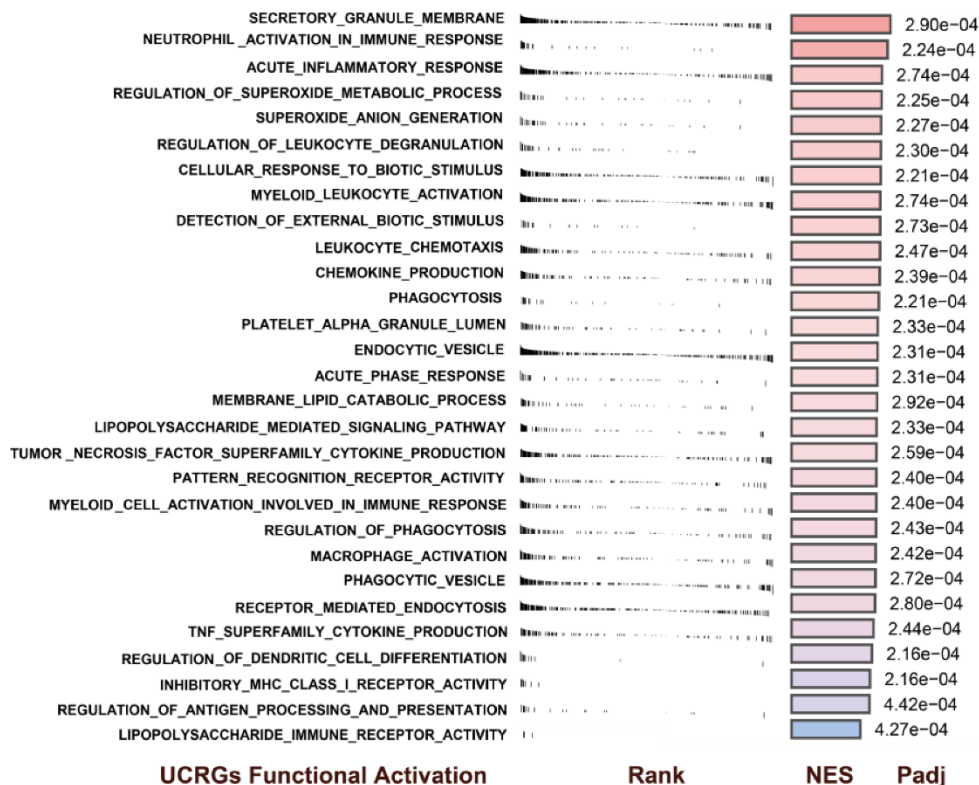 SECRETORY_GRANULE_MEMBRANE 2.90e−04
NEUTROPHIL_ACTIVATION_IN_IMMUNE_RESPONSE 2.24e−04
ACUTE_INFLAMMATORY_RESPONSE 2.74e−04
REGULATION_OF_SUPEROXIDE_METABOLIC_PROCESS 2.25e−04
SUPEROXIDE_ANION_GENERATION 2.27e−04
REGULATION_OF_LEUKOCYTE_DEGRANULATION 2.30e−04
CELLULAR_RESPONSE_TO_BIOTIC_STIMULUS 2.21e−04
MYELOID_LEUKOCYTE_ACTIVATION 2.74e−04
DETECTION_OF_EXTERNAL_BIOTIC_STIMULUS 2.73e−04
LEUKOCYTE_CHEMOTAXIS 2.47e−04
CHEMOKINE_PRODUCTION 2.39e−04
PHAGOCYTOSIS 2.21e−04
PLATELET_ALPHA_GRANULE_LUMEN 2.33e−04
ENDOCYTIC_VESICLE 2.31e−04
ACUTE_PHASE_RESPONSE 2.31e−04
MEMBRANE_LIPID_CATABOLIC_PROCESS 2.92e−04
LIPOPOLYSACCHARIDE_MEDIATED_SIGNALING_PATHWAY 2.33e−04
TUMOR_NECROSIS_FACTOR_SUPERFAMILY_CYTOKINE_PRODUCTION 2.59e−04
PATTERN_RECOGNITION_RECEPTOR_ACTIVITY 2.40e−04
MYELOID_CELL_ACTIVATION_INVOLVED_IN_IMMUNE_RESPONSE 2.40e−04
REGULATION_OF_PHAGOCYTOSIS 2.43e−04
MACROPHAGE_ACTIVATION 2.42e−04
PHAGOCYTIC_VESICLE 2.72e−04
RECEPTOR_MEDIATED_ENDOCYTOSIS 2.80e−04
TNF_SUPERFAMILY_CYTOKINE_PRODUCTION 2.44e−04
REGULATION_OF_DENDRITIC_CELL_DIFFERENTIATION 2.16e−04
INHIBITORY_MHC_CLASS_I_RECEPTOR_ACTIVITY 2.16e−04
REGULATION_OF_ANTIGEN_PROCESSING_AND_PRESENTATION 4.42e−04
LIPOPOLYSACCHARIDE_IMMUNE_RECEPTOR_ACTIVITY 4.27e−04
UCRGs Functional Activation Rank NES Padj